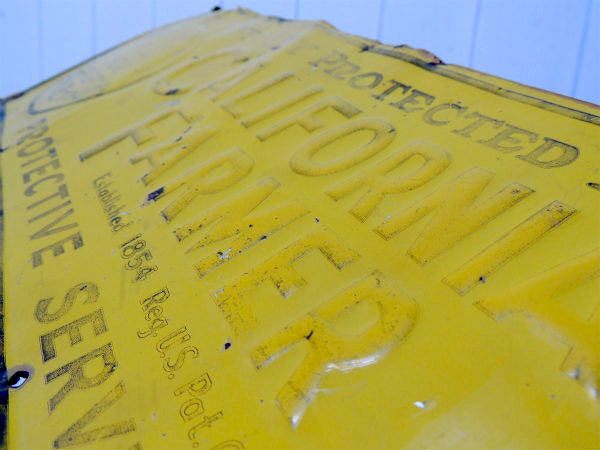 PROTECTED
CALIFORNIA
FARMER
Established 1854 Reg. U.S. Pat.
PROTECTIVE SERV